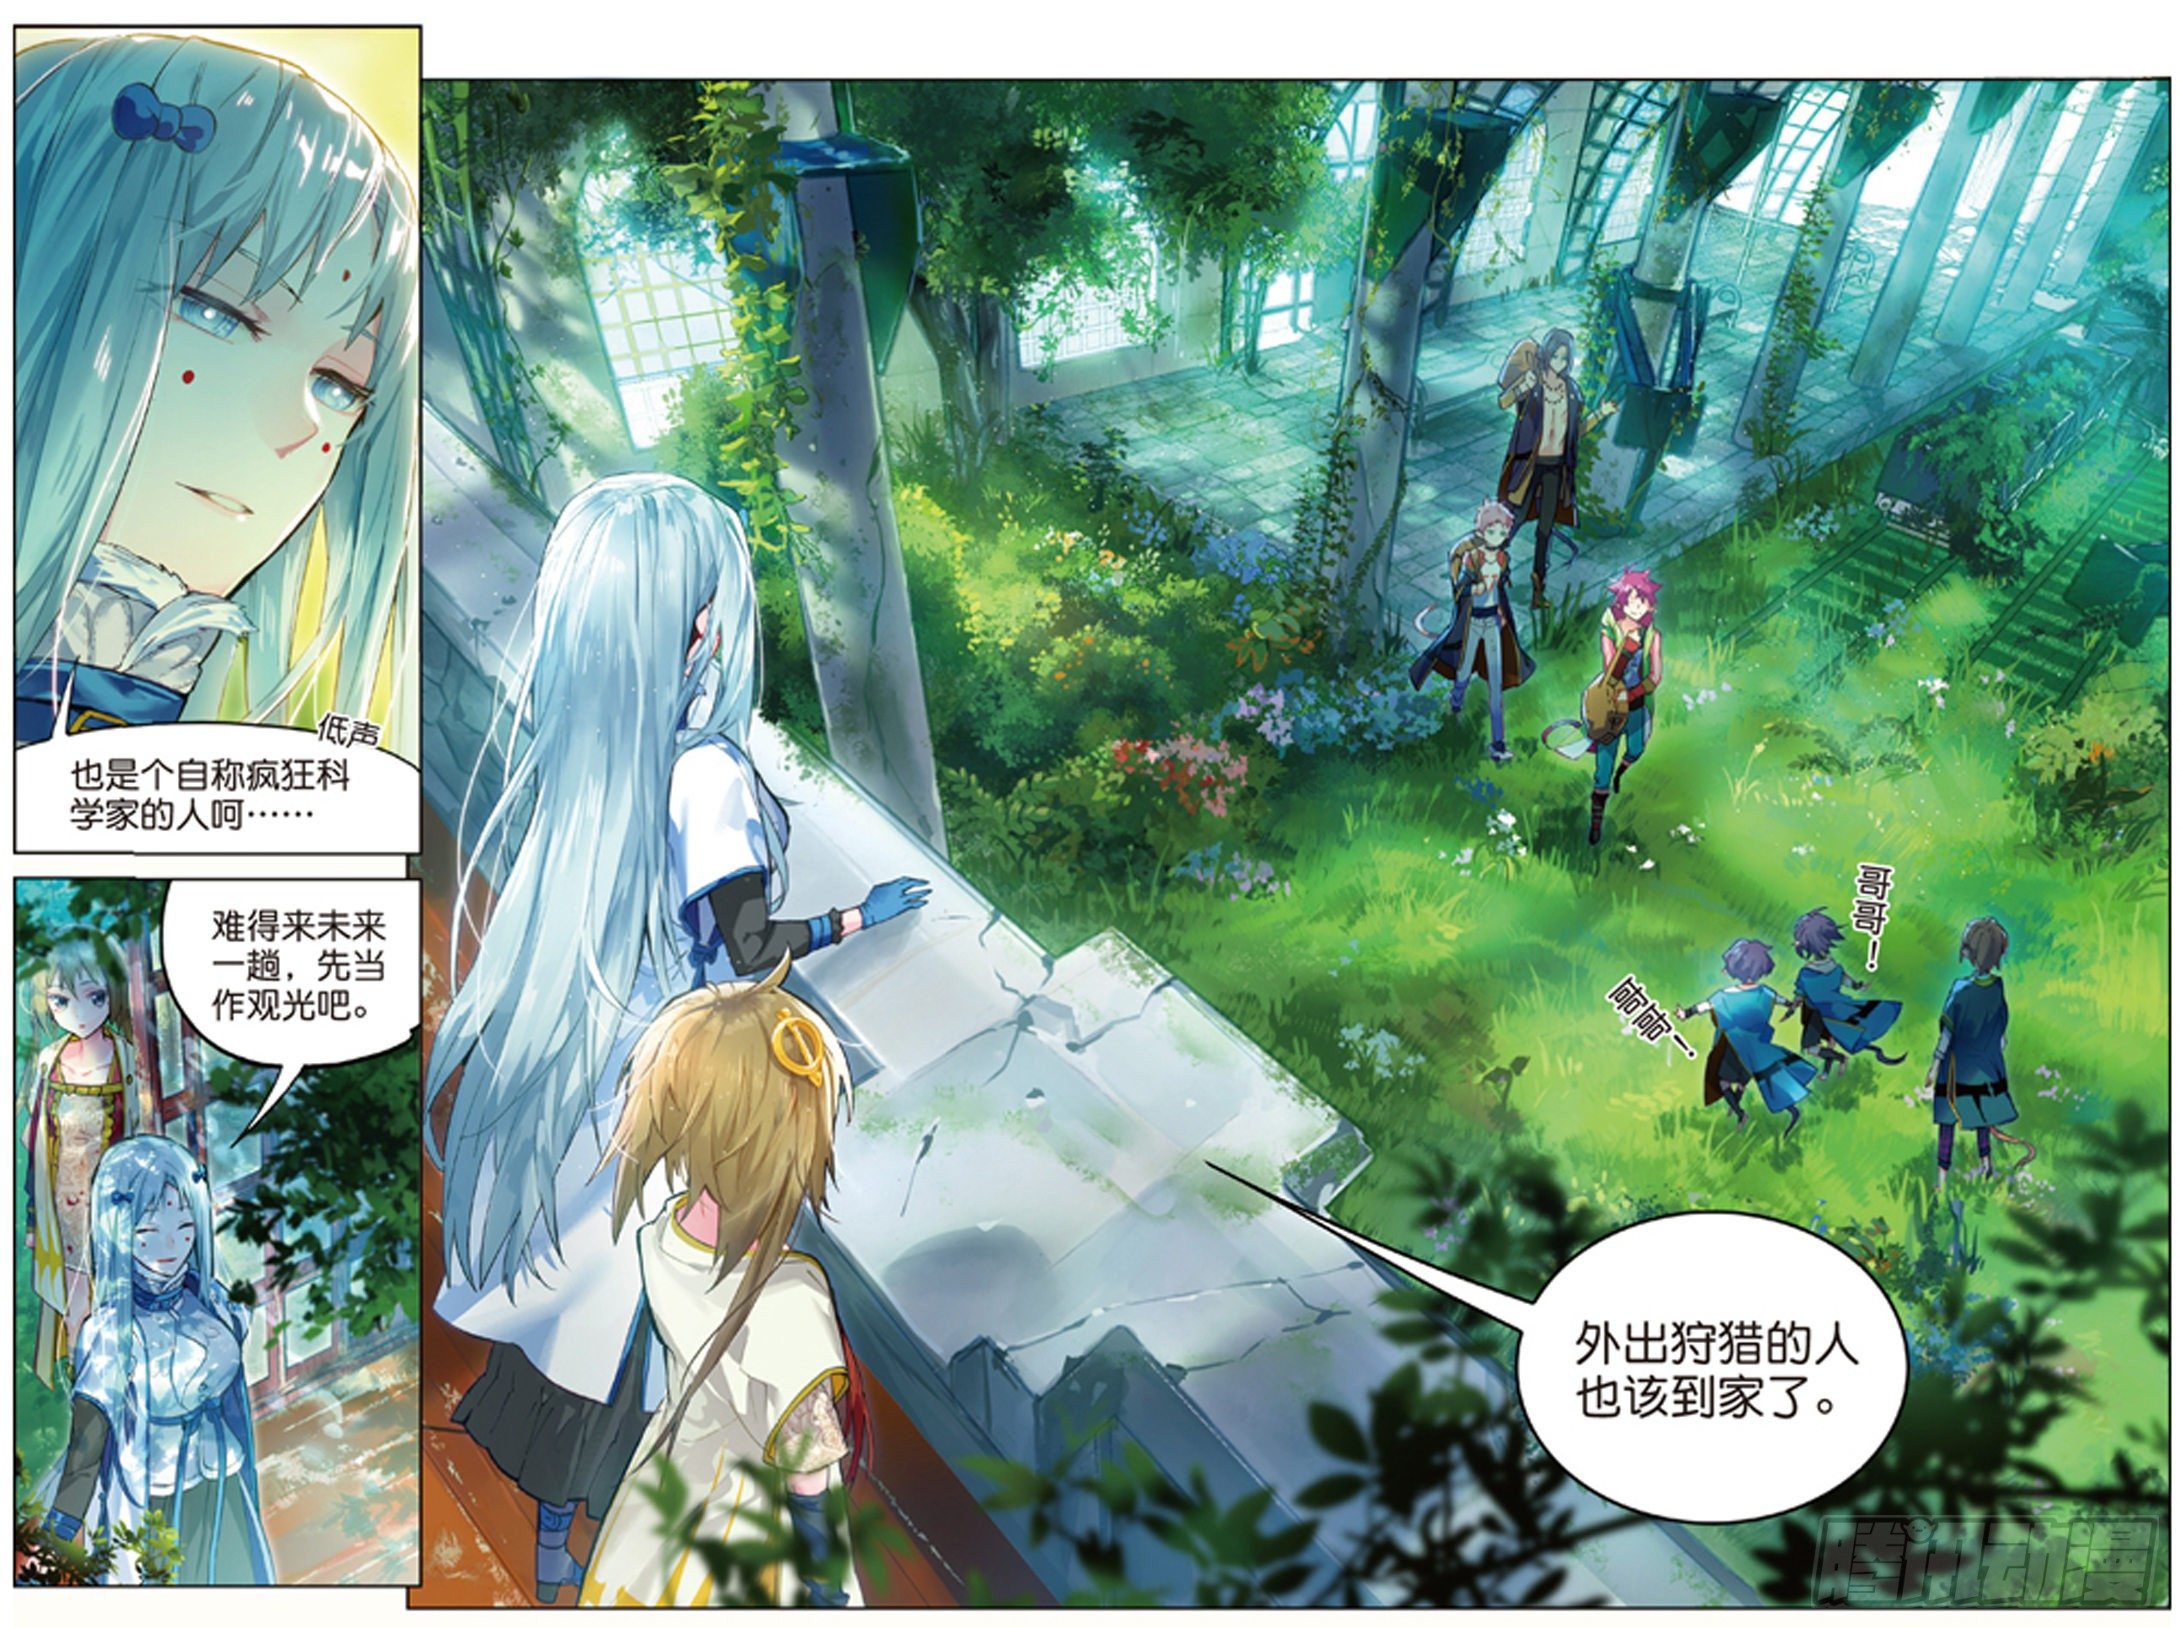 低声
也是个自称疯狂科
学家的人呵……
难得来未来
一趟，先当
作观光吧。
哥哥！
哥哥！
外出狩猎的人
也该到家了。
腾讯动漫